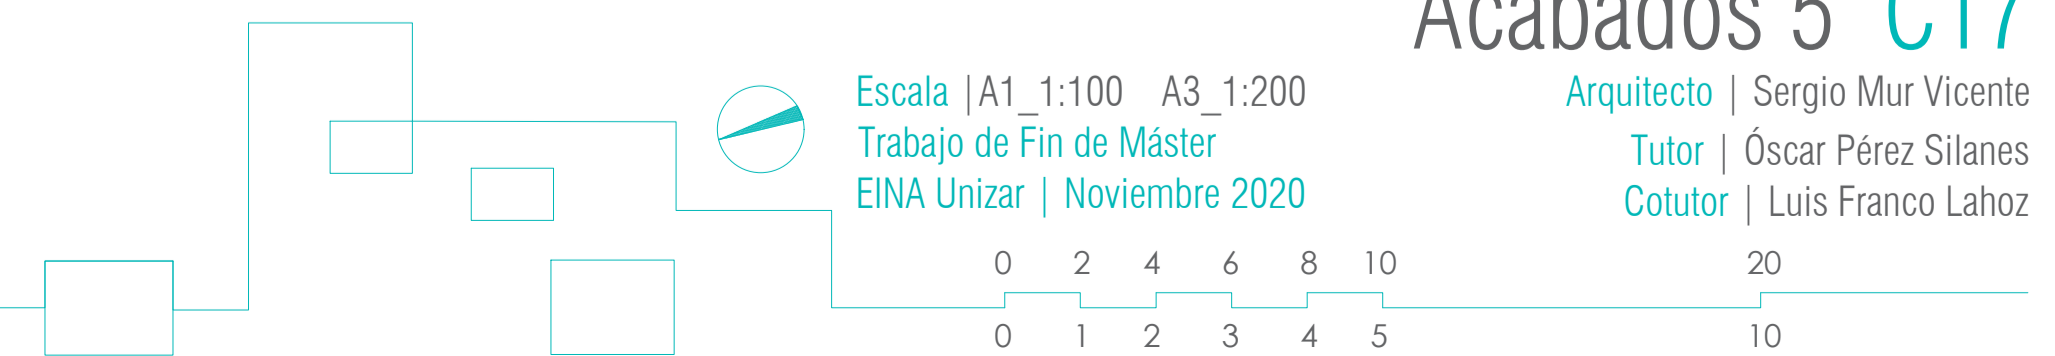 Acabados 5 C17
Escala |A1_1:100 A3_1:200
Trabajo de Fin de Máster
EINA Unizar | Noviembre 2020
Arquitecto | Sergio Mur Vicente
Tutor | Óscar Pérez Silanes
Cotutor | Luis Franco Lahoz
0 2 4 6 8 10 20
0 1 2 3 4 5 10